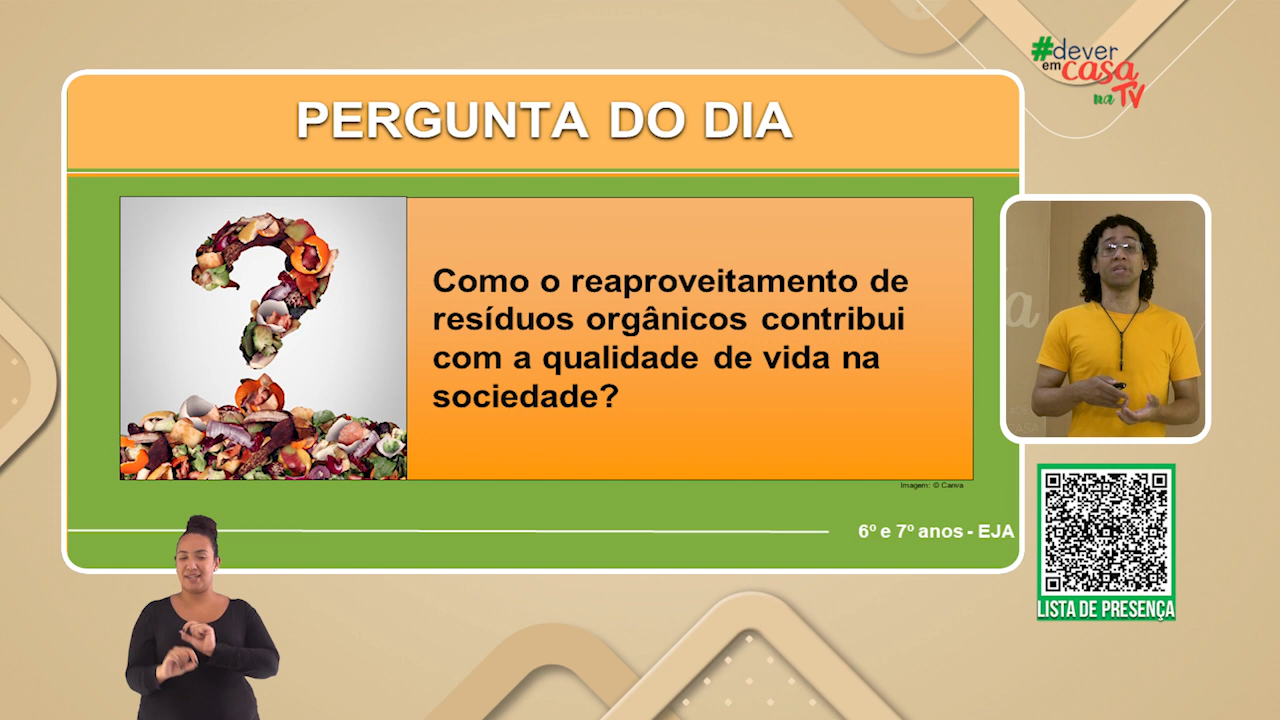 PERGUNTA DO DIA
#dever
em casa
na TV
Como o reaproveitamento de
resíduos orgânicos contribui
com a qualidade de vida na
sociedade?
Imagem: © Canva
6º e 7º anos - EJA
LISTA DE PRESENÇA